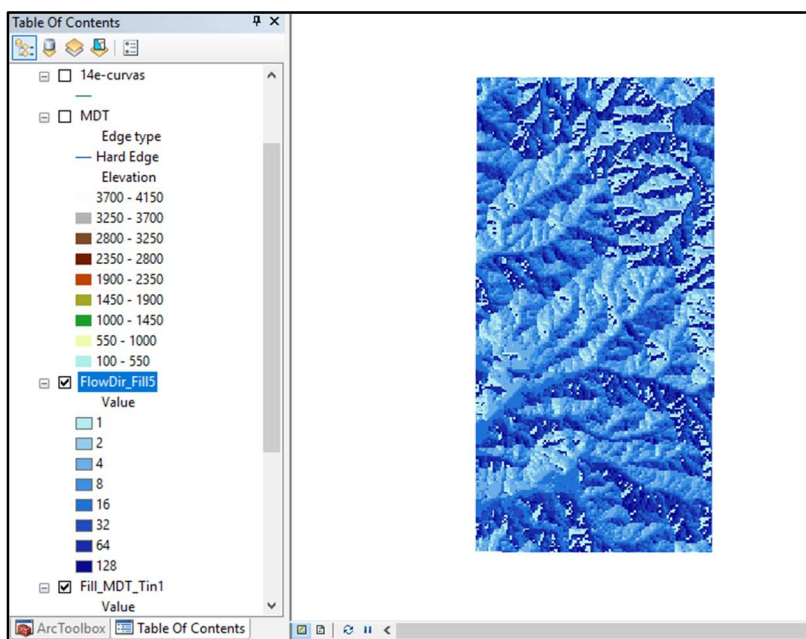 Table Of Contents
14e-curvas
MDT
Edge type
Hard Edge
Elevation
3700 - 4150
3250 - 3700
2800 - 3250
2350 - 2800
1900 - 2350
1450 - 1900
1000 - 1450
550 - 1000
100 - 550
FlowDir_Fill5
Value
1
2
4
8
16
32
64
128
Fill_MDT_Tin1
Value
ArcToolbox
Table Of Contents